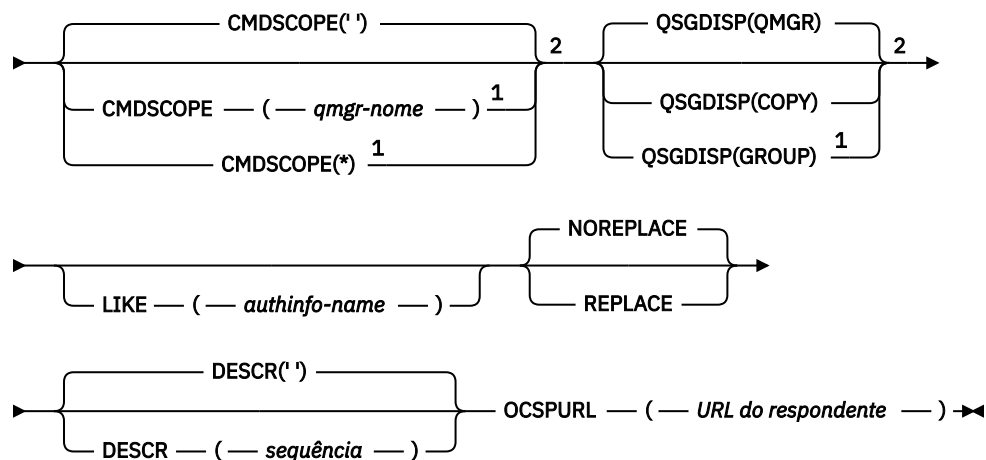 CMDSCOPE(' ') QSGDISP(QMGR)
2 2
CMDSCOPE ( qmgr-nome ) 1 QSGDISP(COPY)
CMDSCOPE(*) 1 QSGDISP(GROUP) 1
NOREPLACE
LIKE ( authinfo-name ) REPLACE
DESCR(' ')
OCSPURL ( URL do respondente )
DESCR ( sequência )